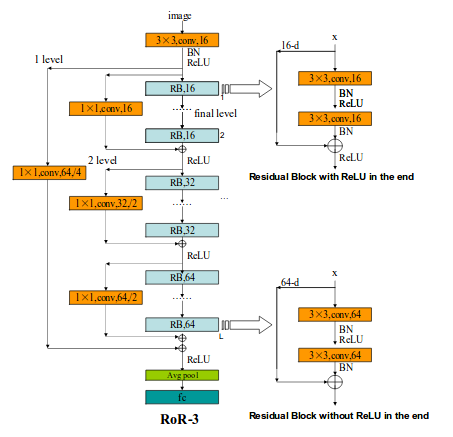 image
3×3,conv,16
BN
ReLU
1 level
RB,16
1
1×1,conv,16
......
final level
RB,16
2
ReLU
2 level
1×1,conv,64,/4
RB,32
1×1,conv,32,/2
......
...
RB,32
ReLU
RB,64
1×1,conv,64,/2
......
RB,64
L
ReLU
Avg pool
fc
RoR-3
x
16-d
3×3,conv,16
BN
ReLU
3×3,conv,16
BN
ReLU
Residual Block with ReLU in the end
x
64-d
3×3,conv,64
BN
ReLU
3×3,conv,64
BN
Residual Block without ReLU in the end